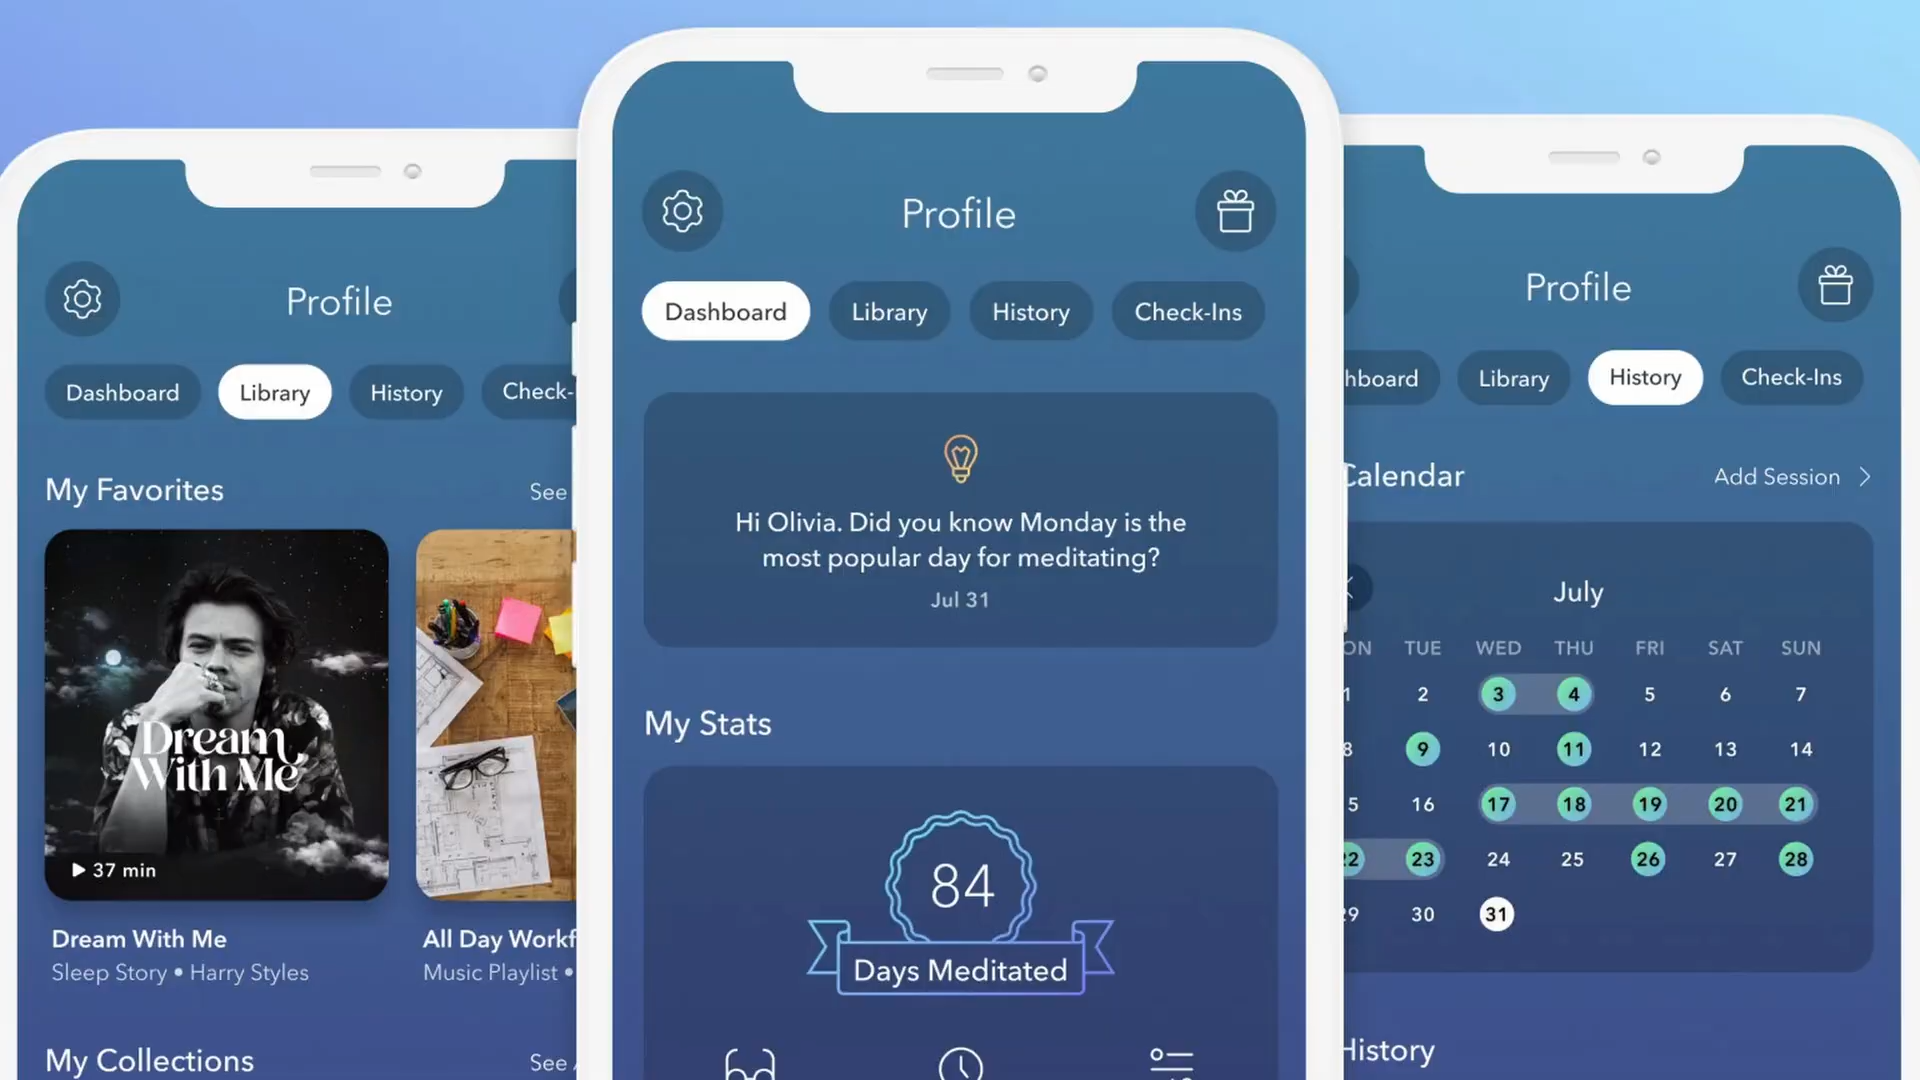 Profile
Dashboard Library History
My Favorites
See
Dream
With Me
37 min
Dream With Me
Sleep Story • Harry Styles
All Day
Music Playlist •
My Collections
See
Profile
Dashboard Library History Check-Ins
Hi Olivia. Did you know Monday is the
most popular day for meditating?
Jul 31
My Stats
84
Days Meditated
Profile
Library History Check-Ins
Calendar
Add Session
July
TUE WED THU FRI SAT SUN
2 3 4 5 6 7
9 10 11 12 13 14
16 17 18 19 20 21
23 24 25 26 27 28
30 31
History